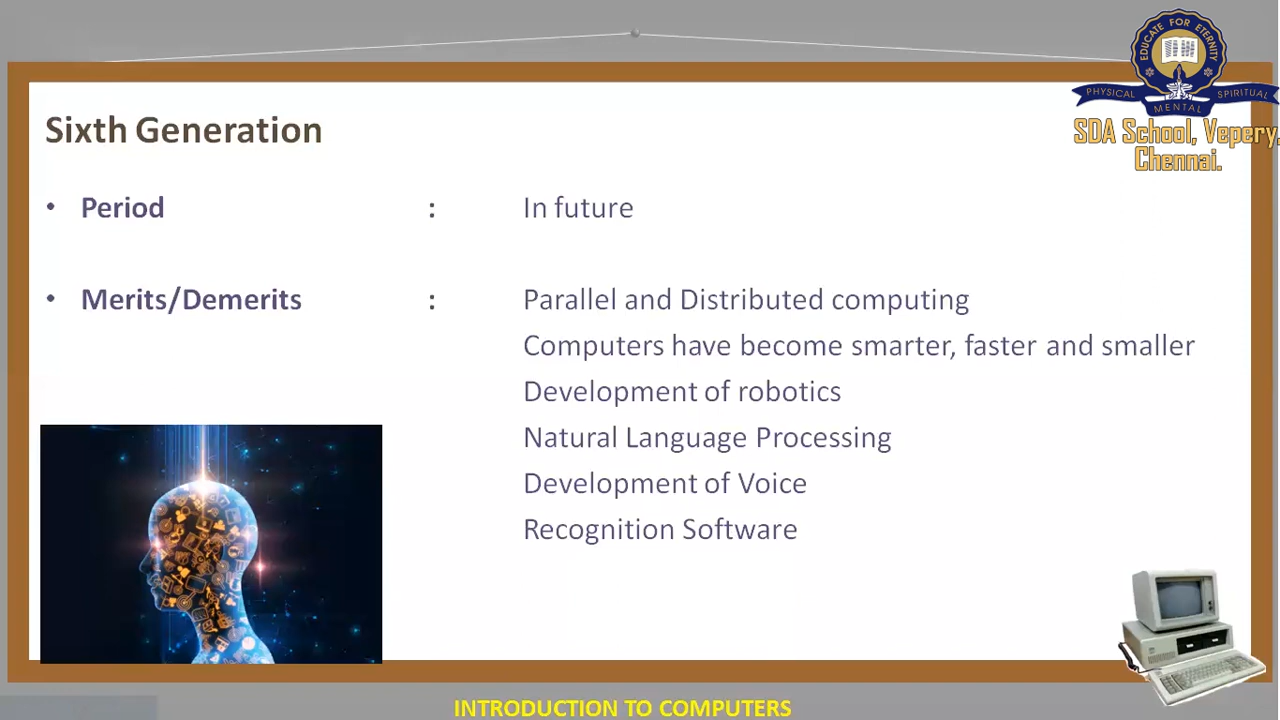 EDUCATE FOR ETERNITY
PHYSICAL MENTAL SPIRITUAL
SDA School, Vepery,
Chennai.
Sixth Generation
• Period : In future
• Merits/Demerits : Parallel and Distributed computing
Computers have become smarter, faster and smaller
Development of robotics
Natural Language Processing
Development of Voice
Recognition Software
INTRODUCTION TO COMPUTERS